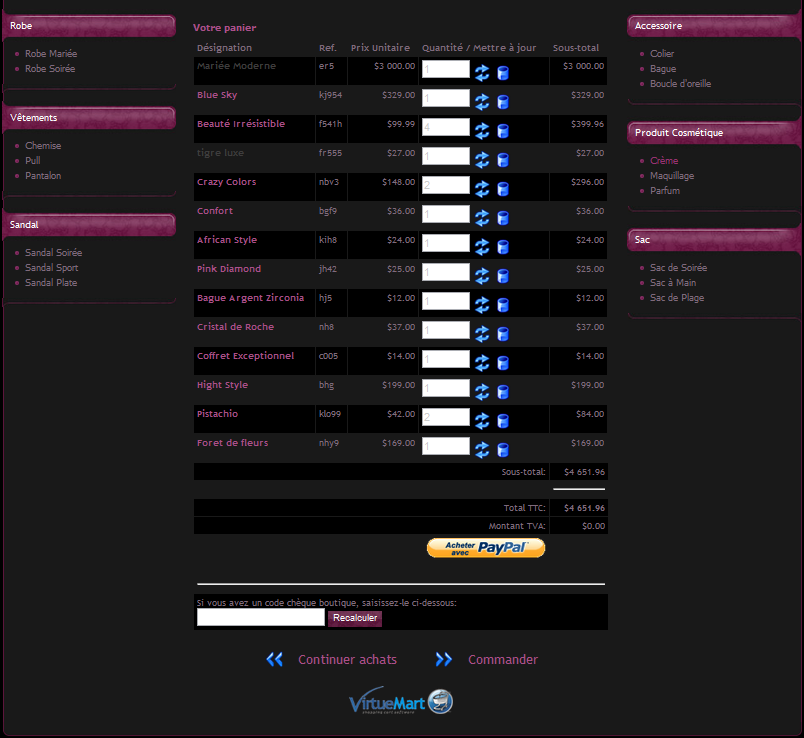 Robe
Robe Mariée
Robe Soirée
Vêtements
Chemise
Pull
Pantalon
Sandal
Sandal Soirée
Sandal Sport
Sandal Plate
Votre panier
Désignation Ref. Prix Unitaire Quantité / Mettre à jour Sous-total
Mariée Moderne er5 $3 000.00 1 $3 000.00
Blue Sky kj954 $329.00 1 $329.00
Beauté Irrésistible f541h $99.99 4 $399.96
tigre luxe fr555 $27.00 1 $27.00
Crazy Colors nbv3 $148.00 2 $296.00
Confort bgf9 $36.00 1 $36.00
African Style kih8 $24.00 1 $24.00
Pink Diamond jh42 $25.00 1 $25.00
Bague Argent Zirconia hj5 $12.00 1 $12.00
Cristal de Roche nh8 $37.00 1 $37.00
Coffret Exceptionnel c005 $14.00 1 $14.00
Hight Style bhg $199.00 1 $199.00
Pistachio klo99 $42.00 2 $84.00
Foret de fleurs nhy9 $169.00 1 $169.00
Sous-total: $4 651.96
Total TTC: $4 651.96
Montant TVA: $0.00
Acheter avec PayPal
Si vous avez un code chèque boutique, saisissez-le ci-dessous:
Recalculer
Continuer achats Commander
VirtueMart
Accessoire
Colier
Bague
Boucle d'oreille
Produit Cosmétique
Crème
Maquillage
Parfum
Sac
Sac de Soirée
Sac à Main
Sac de Plage